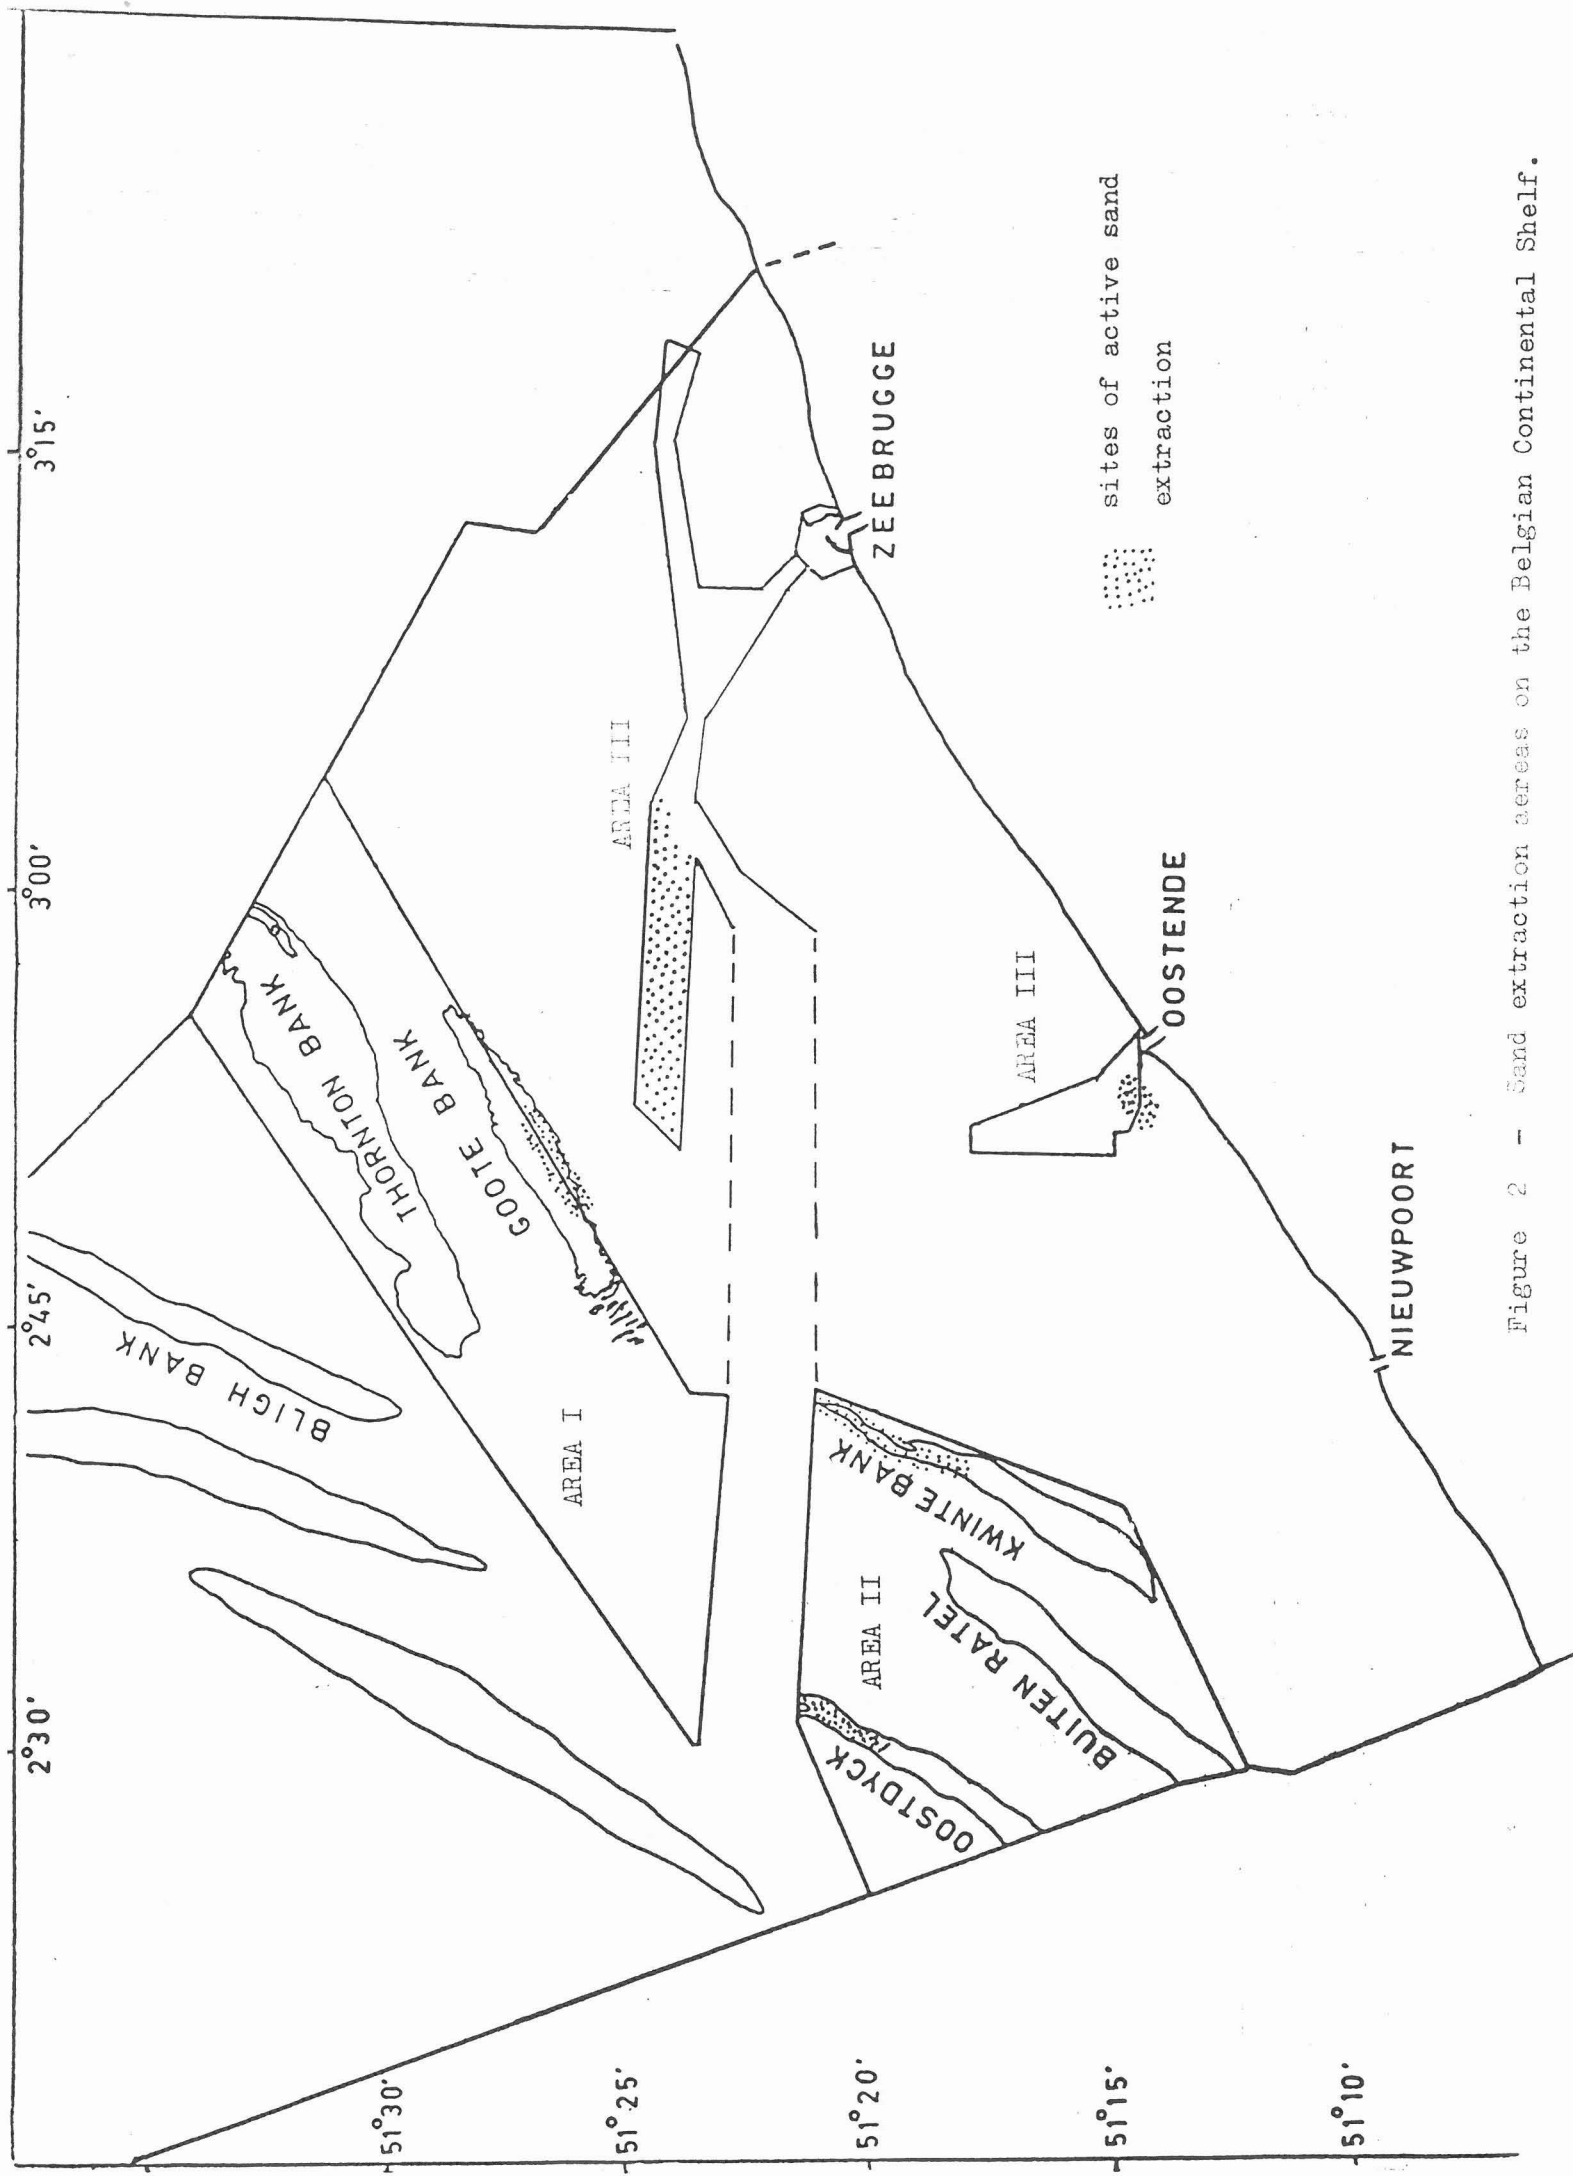 2°30'
2°45'
3°00'
3°15'
51°30'
51°25'
51°20'
51°15'
51°10'
BLIGH BANK
THORNTON BANK
GOOTE BANK
AREA I
AREA III
ZEEBRUGGE
AREA II
OOSTDYCK
BUITEN RATEL
KWINTE BANK
AREA III
OOSTENDE
NIEUWPOORT
sites of active sand
extraction
Figure 2 - Sand extraction aereas on the Belgian Continental Shelf.